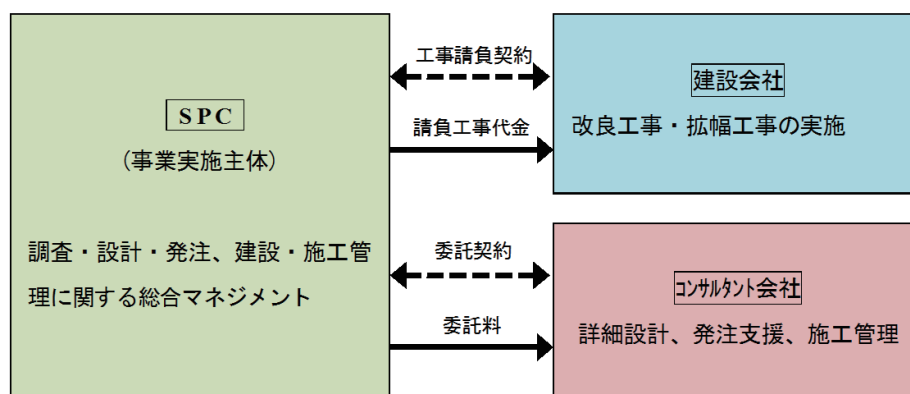 SPC
(事業実施主体)
調査・設計・発注、建設・施工管
理に関する総合マネジメント
工事請負契約
請負工事代金
建設会社
改良工事・拡幅工事の実施
委託契約
委託料
コンサルタント会社
詳細設計、発注支援、施工管理